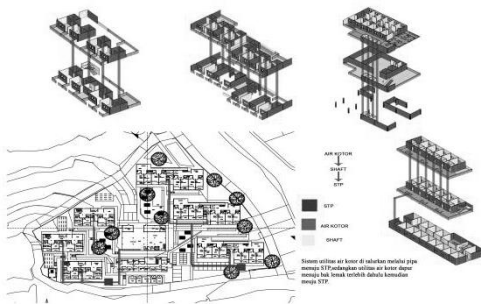 AIR KOTOR
SHAFT
STP
STP
AIR KOTOR
SHAFT
Sistem utilitas air kotor di salurkan melalui pipa
menuju STP,sedangkan utilitas air kotor dapur
menuju bak lemak terlebih dahulu kemudian
menju STP.